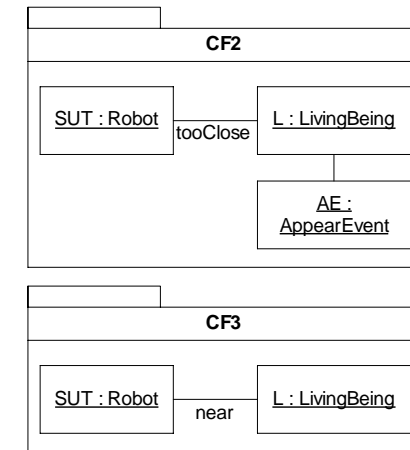 CF2
SUT : Robot
tooClose
L : LivingBeing
AE :
AppearEvent
CF3
SUT : Robot
near
L : LivingBeing